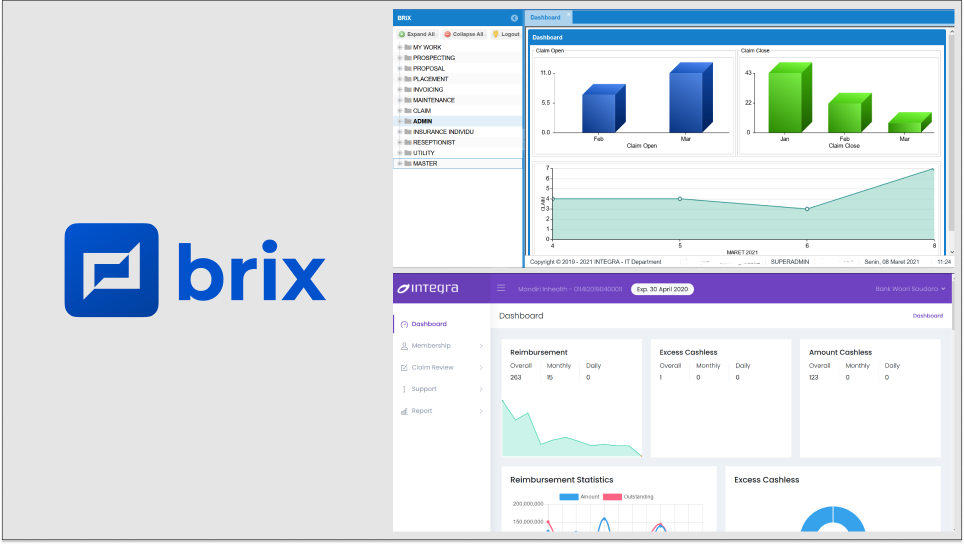 brix
BRIX
Dashboard
Expand All
Collapse All
Logout
MY WORK
PROSPECTING
PROPOSAL
PLACEMENT
INVOICING
MAINTENANCE
CLAIM
ADMIN
INSURANCE INDIVIDU
RESEPTIONIST
UTILITY
MASTER
Dashboard
Claim Open
11.0
5.5
0.0
Feb
Mar
Claim Open
Claim Close
43
22
.0
Jan
Feb
Mar
Claim Close
CLAIM
7
6
5
4
3
2
1
0
4
5
6
8
MARET 2021
Copyright © 2019 - 2021 INTEGRA - IT Department
SUPERADMIN
Senin, 08 Maret 2021
11:24
integra
Mandiri Inhealth -
Exp. 30 April 2020
Bank Woori Saudara
Dashboard
Membership
Claim Review
Support
Report
Dashboard
Dashboard
Reimbursement
Overall Monthly Daily
263 15 0
Excess Cashless
Overall Monthly Daily
1 0 0
Amount Cashless
Overall Monthly Daily
123 0 0
Reimbursement Statistics
Amount Outstanding
200,000,000
150,000,000
Excess Cashless